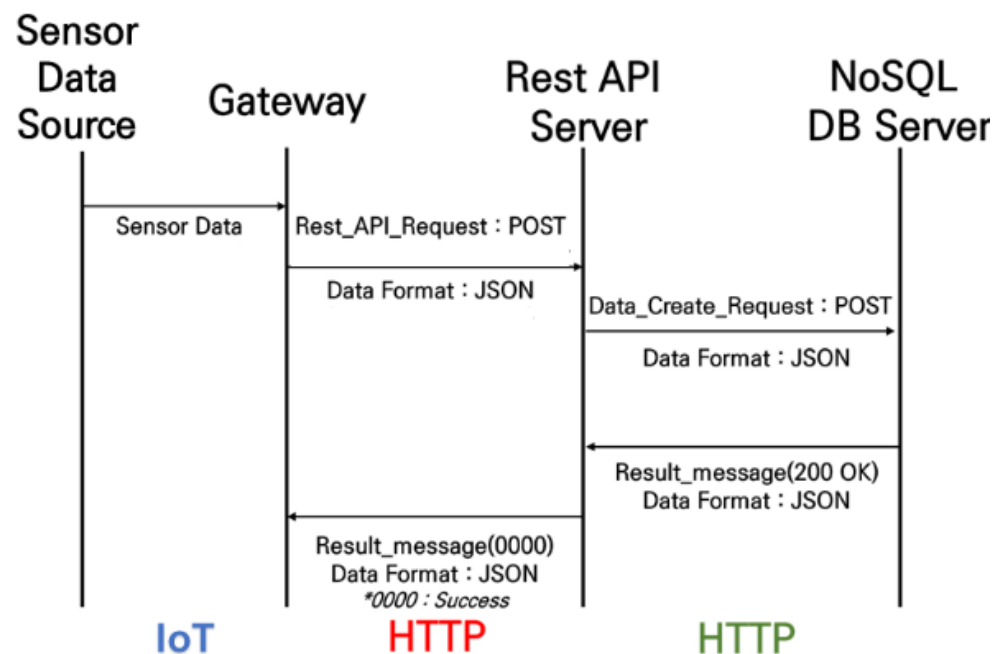 Sensor
Data
Source
Gateway
Rest API
Server
NoSQL
DB Server
Sensor Data
Rest_API_Request : POST
Data Format : JSON
Data_Create_Request : POST
Data Format : JSON
Result_message(200 OK)
Data Format : JSON
Result_message(0000)
Data Format : JSON
*0000 : Success
IoT
HTTP
HTTP